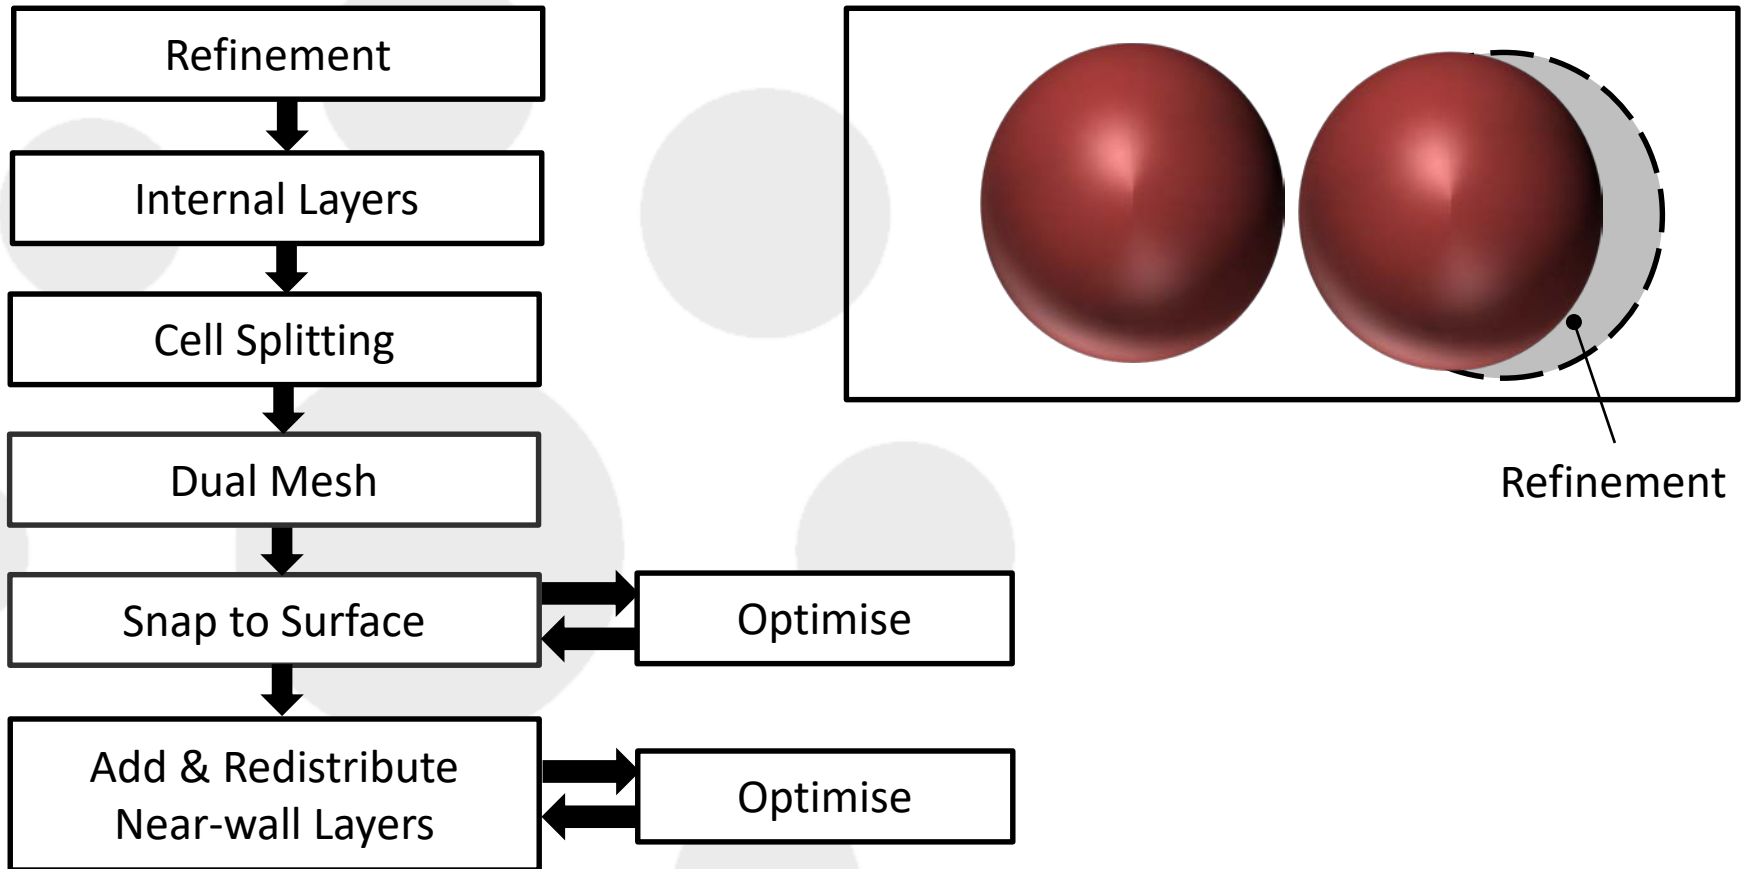 Refinement
Internal Layers
Cell Splitting
Dual Mesh
Snap to Surface
Optimise
Add & Redistribute
Near-wall Layers
Optimise
Refinement